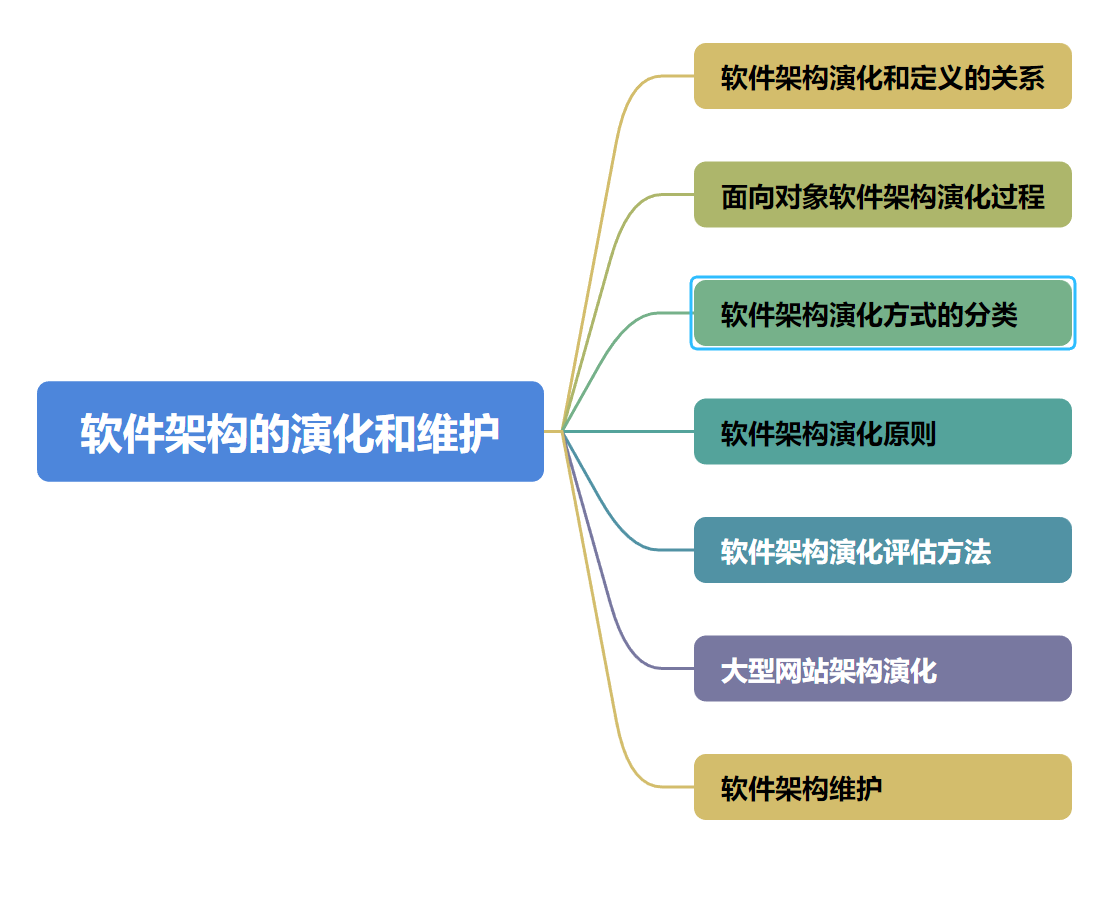 软件架构的演化和维护
软件架构演化和定义的关系
面向对象软件架构演化过程
软件架构演化方式的分类
软件架构演化原则
软件架构演化评估方法
大型网站架构演化
软件架构维护